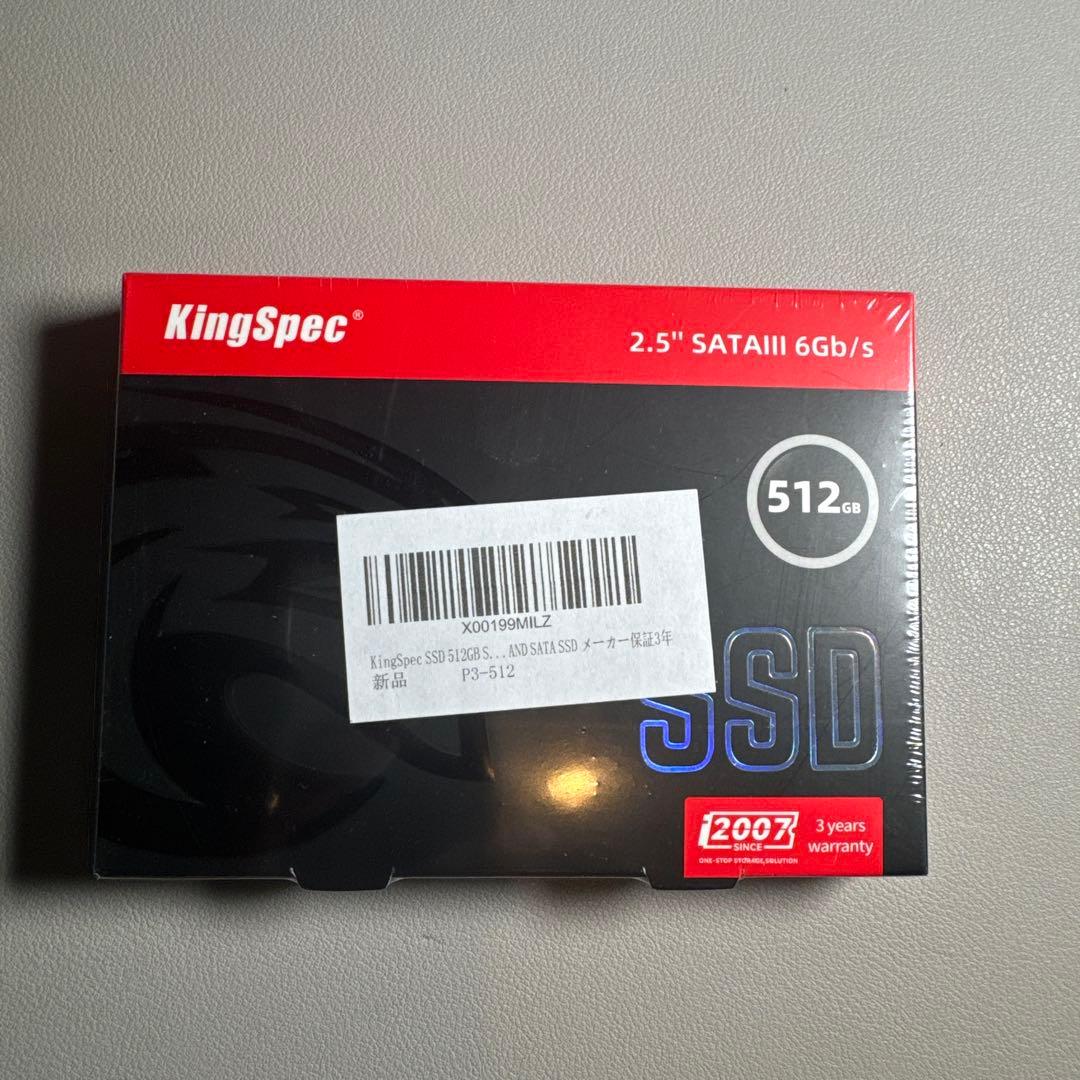 KingSpec®
2.5" SATAIII 6Gb/s
512GB
X00199MILZ
KingSpec SSD 512GB S...AND SATA SSD メーカー保証3年
新品 P3-512
SSD
2007
SINCE
ONE-STOP STORAGE,SOLUTION
3 years
warranty